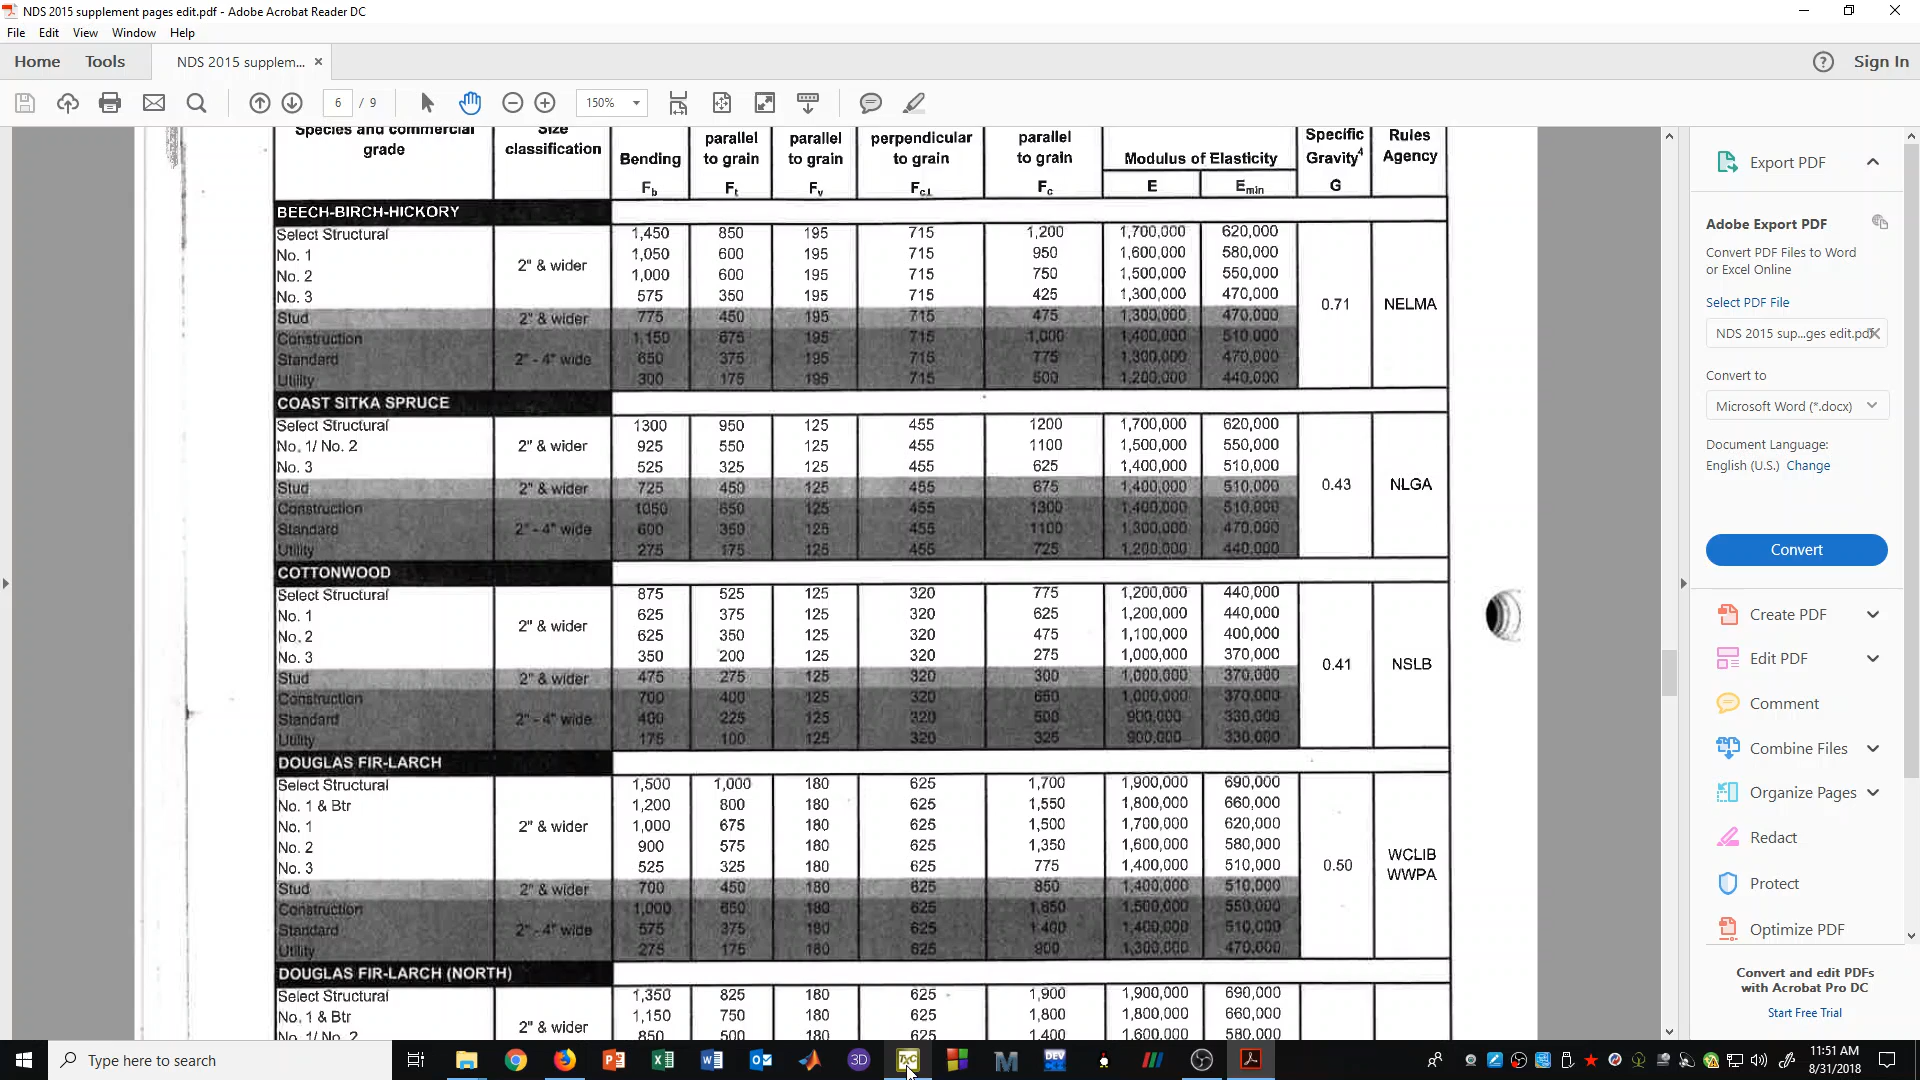 NDS 2015 supplement pages edit.pdf - Adobe Acrobat Reader DC
File Edit View Window Help
Home Tools NDS 2015 supplem... × Sign In
6 / 9 150%
Species and commercial grade Size classification Bending Fb parallel to grain Ft parallel to grain Fv perpendicular to grain Fc⊥ parallel to grain Fc Modulus of Elasticity E Emin Specific Gravity4 G Rules Agency
BEECH-BIRCH-HICKORY
Select Structural 1,450 850 195 715 1,200 1,700,000 620,000
No. 1 1,050 600 195 715 950 1,600,000 580,000
2" & wider
No. 2 1,000 600 195 715 750 1,500,000 550,000
No. 3 575 350 195 715 425 1,300,000 470,000
0.71 NELMA
Stud 2" & wider 775 450 195 715 475 1,300,000 470,000
Construction 1,150 675 195 715 1,000 1,400,000 510,000
Standard 2" - 4" wide 650 375 195 715 775 1,300,000 470,000
Utility 300 175 195 715 500 1,200,000 440,000
COAST SITKA SPRUCE
Select Structural 1300 950 125 455 1200 1,700,000 620,000
No. 1/ No. 2 2" & wider 925 550 125 455 1100 1,500,000 550,000
No. 3 525 325 125 455 625 1,400,000 510,000
Stud 2" & wider 725 450 125 455 675 1,400,000 510,000 0.43 NLGA
Construction 1050 650 125 455 1300 1,400,000 510,000
Standard 2" - 4" wide 600 350 125 455 1100 1,300,000 470,000
Utility 275 175 125 455 725 1,200,000 440,000
COTTONWOOD
Select Structural 875 525 125 320 775 1,200,000 440,000
No. 1 625 375 125 320 625 1,200,000 440,000
2" & wider
No. 2 625 350 125 320 475 1,100,000 400,000
No. 3 350 200 125 320 275 1,000,000 370,000
0.41 NSLB
Stud 2" & wider 475 275 125 320 300 1,000,000 370,000
Construction 700 400 125 320 650 1,000,000 370,000
Standard 2" - 4" wide 400 225 125 320 500 900,000 330,000
Utility 175 100 125 320 325 900,000 330,000
DOUGLAS FIR-LARCH
Select Structural 1,500 1,000 180 625 1,700 1,900,000 690,000
No. 1 & Btr 1,200 800 180 625 1,550 1,800,000 660,000
No. 1 2" & wider 1,000 675 180 625 1,500 1,700,000 620,000
No. 2 900 575 180 625 1,350 1,600,000 580,000
No. 3 525 325 180 625 775 1,400,000 510,000
0.50 WCLIB
WWPA
Stud 2" & wider 700 450 180 625 850 1,400,000 510,000
Construction 1,000 650 180 625 1,650 1,500,000 550,000
Standard 2" - 4" wide 575 375 180 625 1,400 1,400,000 510,000
Utility 275 175 180 625 900 1,300,000 470,000
DOUGLAS FIR-LARCH (NORTH)
Select Structural 1,350 825 180 625 1,900 1,900,000 690,000
No. 1 & Btr 1,150 750 180 625 1,800 1,800,000 660,000
2" & wider
No. 1/ No. 2 850 500 180 625 1,400 1,600,000 580,000
Export PDF
Adobe Export PDF
Convert PDF Files to Word
or Excel Online
Select PDF File
NDS 2015 sup...ges edit.pdf
Convert to
Microsoft Word (*.docx)
Document Language:
English (U.S.) Change
Convert
Create PDF
Edit PDF
Comment
Combine Files
Organize Pages
Redact
Protect
Optimize PDF
Convert and edit PDFs
with Acrobat Pro DC
Start Free Trial
Type here to search
11:51 AM
8/31/2018